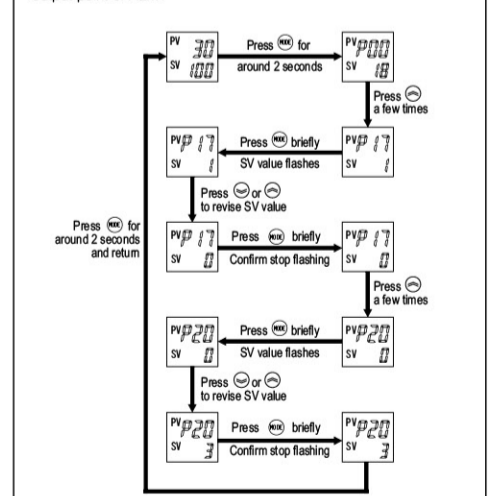 PV 30
SV 100
Press MODE for
around 2 seconds
PV P00
SV 18
Press
a few times
PV P17
SV 1
Press MODE briefly
SV value flashes
PV P17
SV 1
Press or
to revise SV value
Press MODE for
around 2 seconds
and return
PV P17
SV 0
Press MODE briefly
Confirm stop flashing
PV P17
SV 0
Press
a few times
PV P20
SV 0
Press MODE briefly
SV value flashes
PV P20
SV 0
Press or
to revise SV value
PV P20
SV 3
Press MODE briefly
Confirm stop flashing
PV P20
SV 3